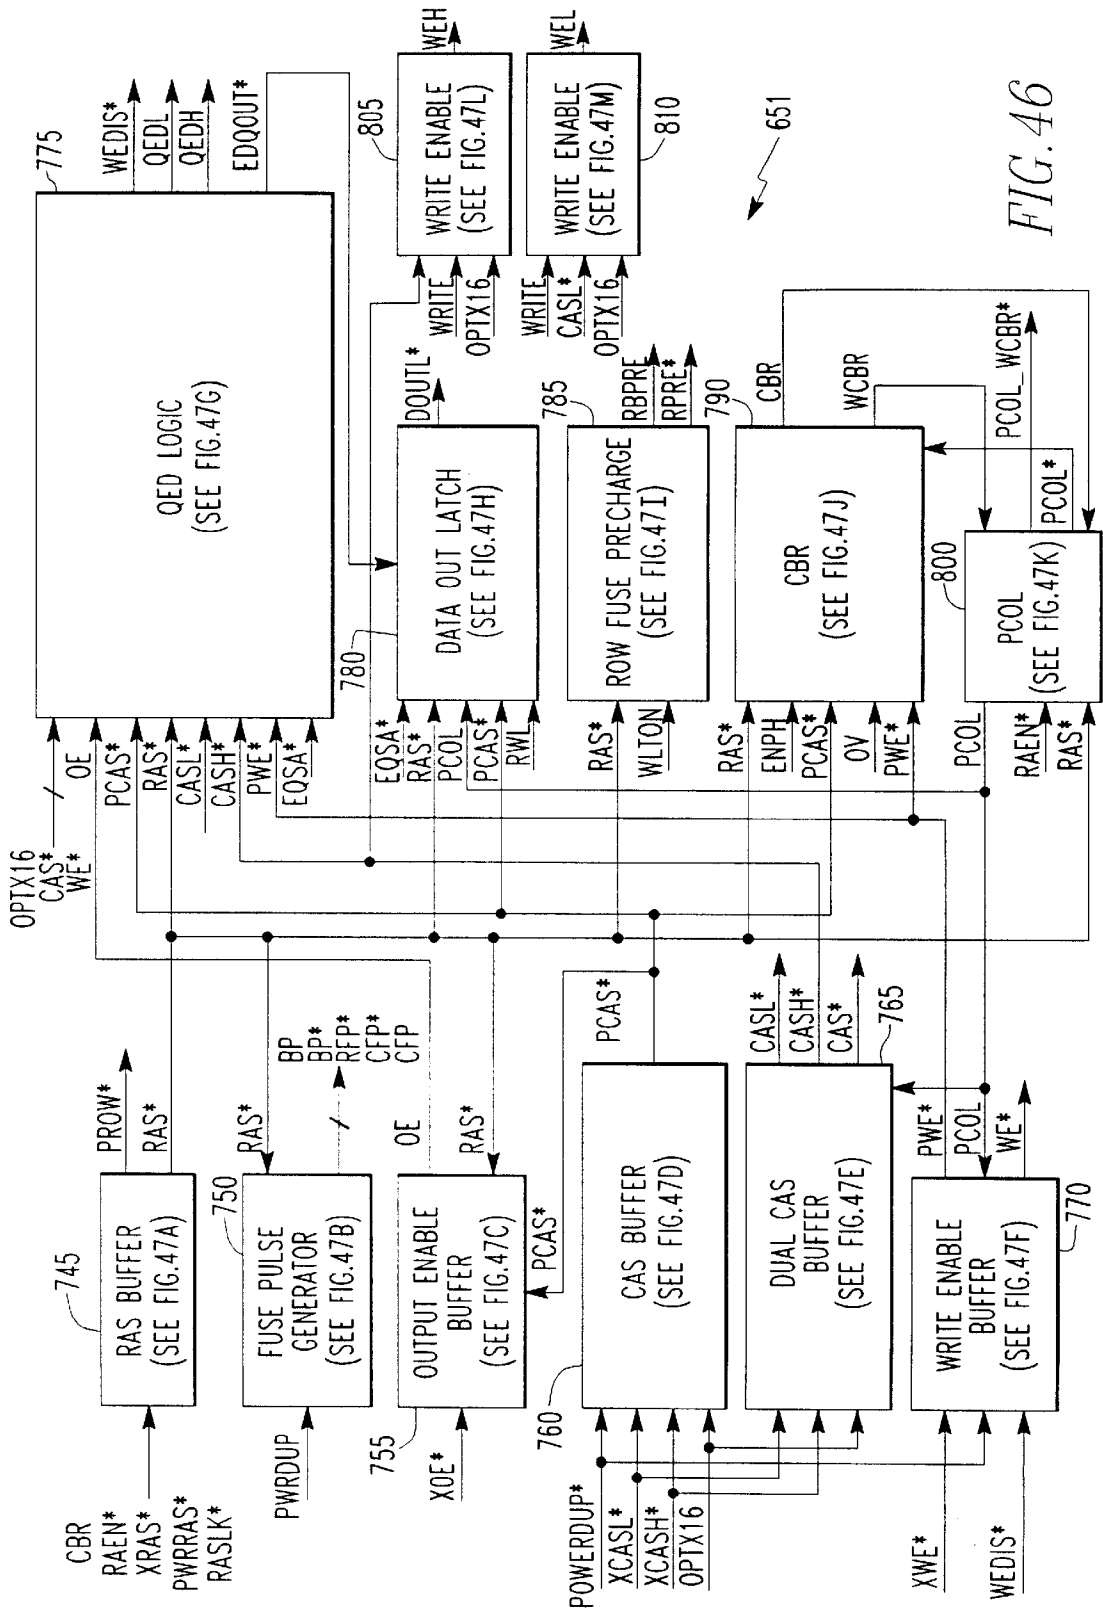 CBR
RAEN*
XRAS*
PWRRAS*
RASLK*
745
RAS BUFFER
(SEE FIG.47A)
PROW*
RAS*
PWRDUP
750
FUSE PULSE
GENERATOR
(SEE FIG.47B)
RAS*
BP
BP*
RFP*
CFP*
CFP
XOE*
755
OUTPUT ENABLE
BUFFER
(SEE FIG.47C)
OE
RAS*
PCAS*
POWERDUP*
XCASL*
XCASH*
OPTX16
760
CAS BUFFER
(SEE FIG.47D)
PCAS*
DUAL CAS
BUFFER
(SEE FIG.47E)
765
CASL*
CASH*
CAS*
XWE*
WEDIS*
WRITE ENABLE
BUFFER
(SEE FIG.47F)
770
PWE*
PCOL
WE*
OPTX16
CAS*
WE*
OE
PCAS*
RAS*
CASL*
CASH*
PWE*
EQSA*
QED LOGIC
(SEE FIG.47G)
775
WEDIS*
QEDL
QEDH
EDQOUT*
EQSA*
RAS*
PCOL
PCAS*
RWL
780
DATA OUT LATCH
(SEE FIG.47H)
DOUTL*
RAS*
WLTON
ROW FUSE PRECHARGE
(SEE FIG.47I)
785
RBPRE
RPRE*
RAS*
ENPH
PCAS*
OV
PWE*
CBR
(SEE FIG.47J)
790
CBR
WCBR
PCOL
RAEN*
RAS*
PCOL
(SEE FIG.47K)
800
PCOL_WCBR*
PCOL*
WRITE
OPTX16
WRITE ENABLE
(SEE FIG.47L)
805
WEH
WRITE
CASL*
OPTX16
WRITE ENABLE
(SEE FIG.47M)
810
WEL
651
FIG. 46